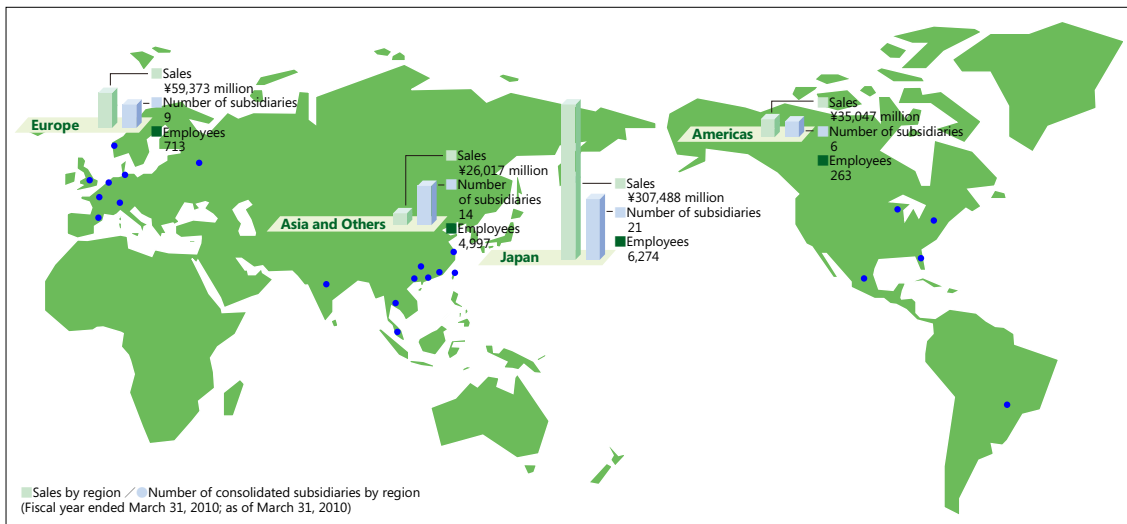 Sales
¥59,373 million
Number of subsidiaries
9
Employees
713
Europe
Sales
¥26,017 million
Number
of subsidiaries
14
Employees
4,997
Asia and Others
Sales
¥307,488 million
Number of subsidiaries
21
Employees
6,274
Japan
Sales
¥35,047 million
Number of subsidiaries
6
Employees
263
Americas
Sales by region / Number of consolidated subsidiaries by region
(Fiscal year ended March 31, 2010; as of March 31, 2010)